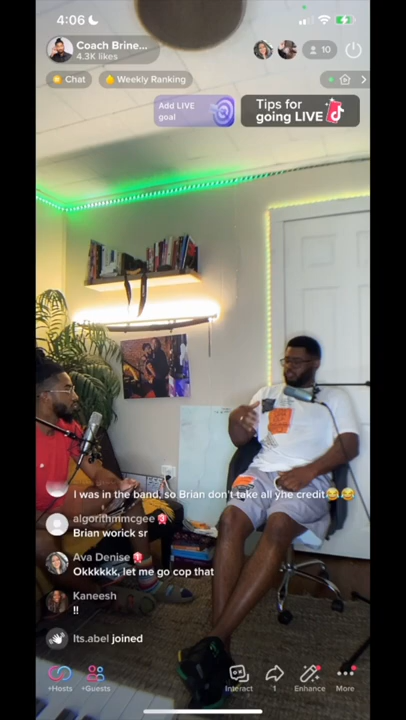 5:11
Coach Brine...
4.3K likes
10
Chat
Weekly Ranking
Add LIVE
goal
Tips for
going LIVE
I was in the band, so Brian don't take all yhe credit😂😂
algorithmmcgee
Brian worick sr
Ava Denise
Okkkkkk, let me go cop that
Kaneesh
!!
Its.abel joined
+Hosts
+Guests
Interact
1
Enhance
More